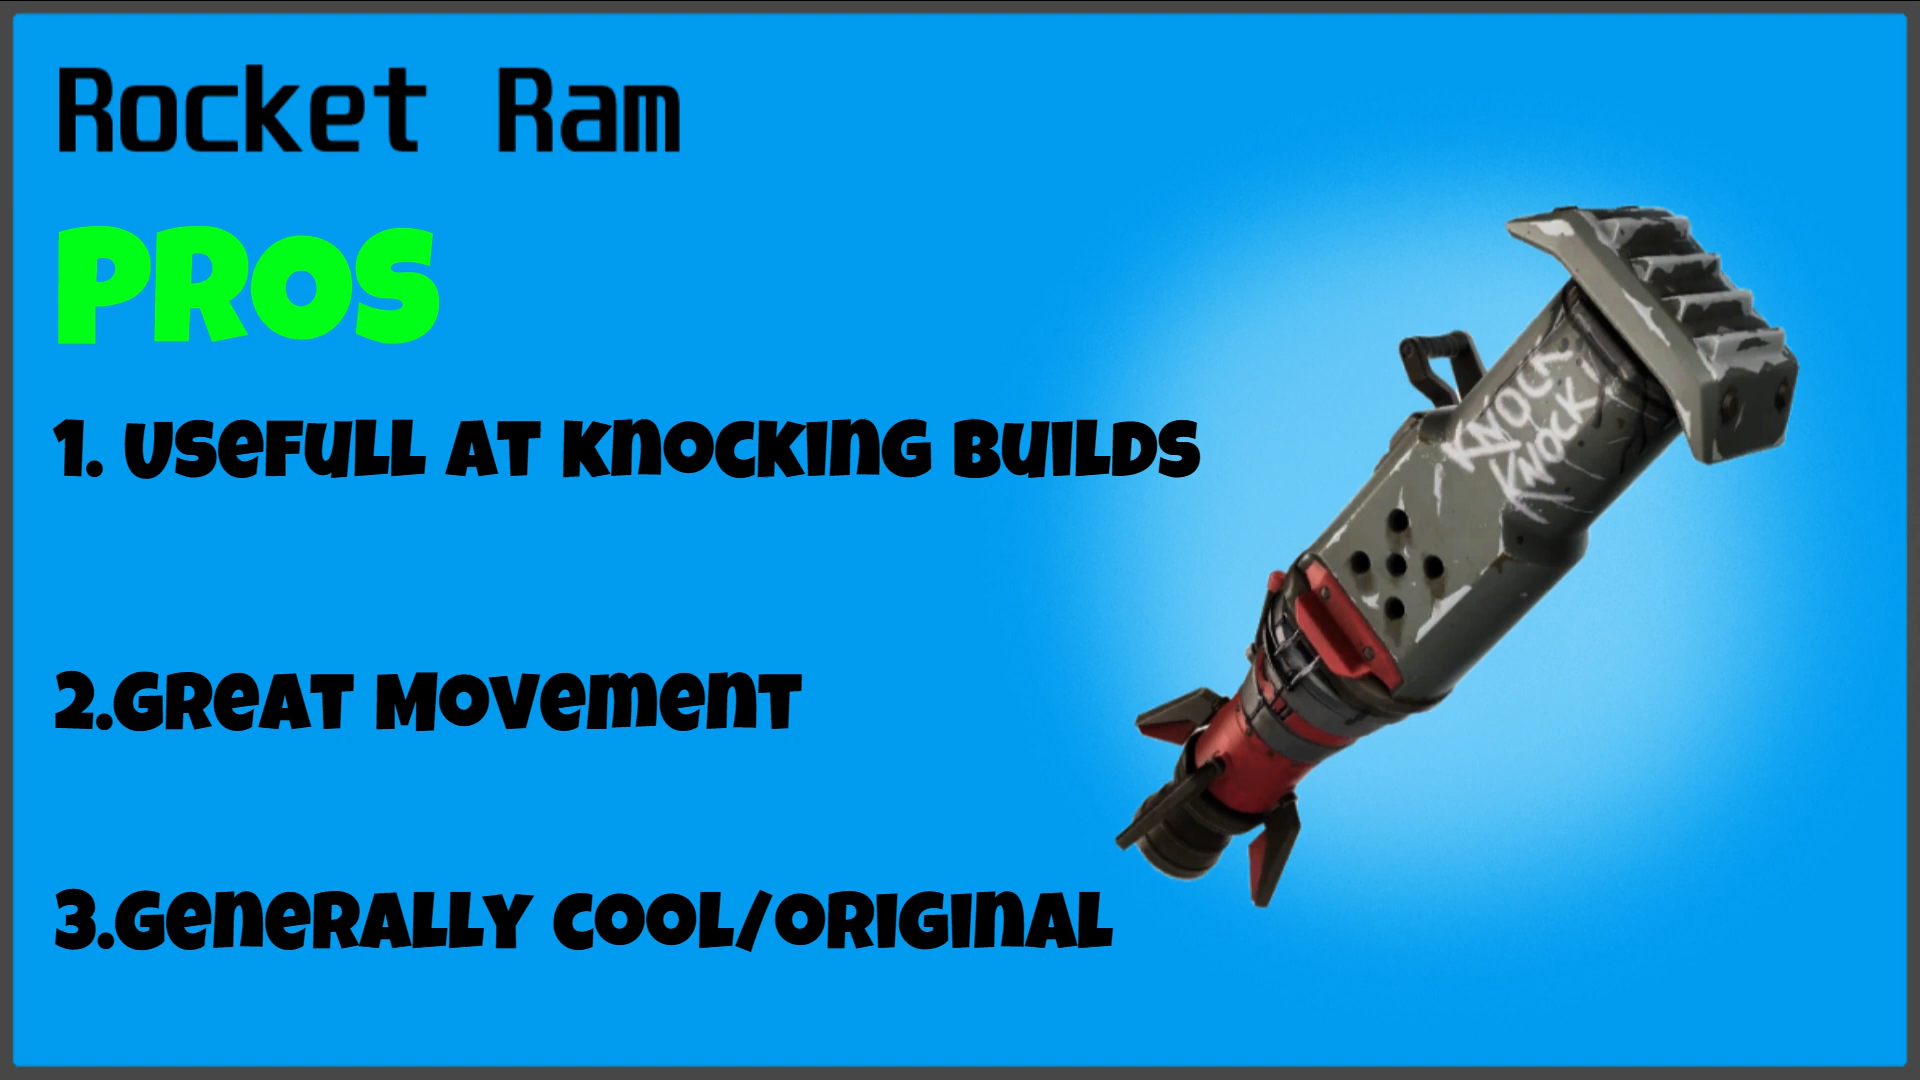 Rocket Ram
PROS
1. Usefull at knocking builds
2.Great Movement
3.Generally cool/original
KNOCK
KNOCK!